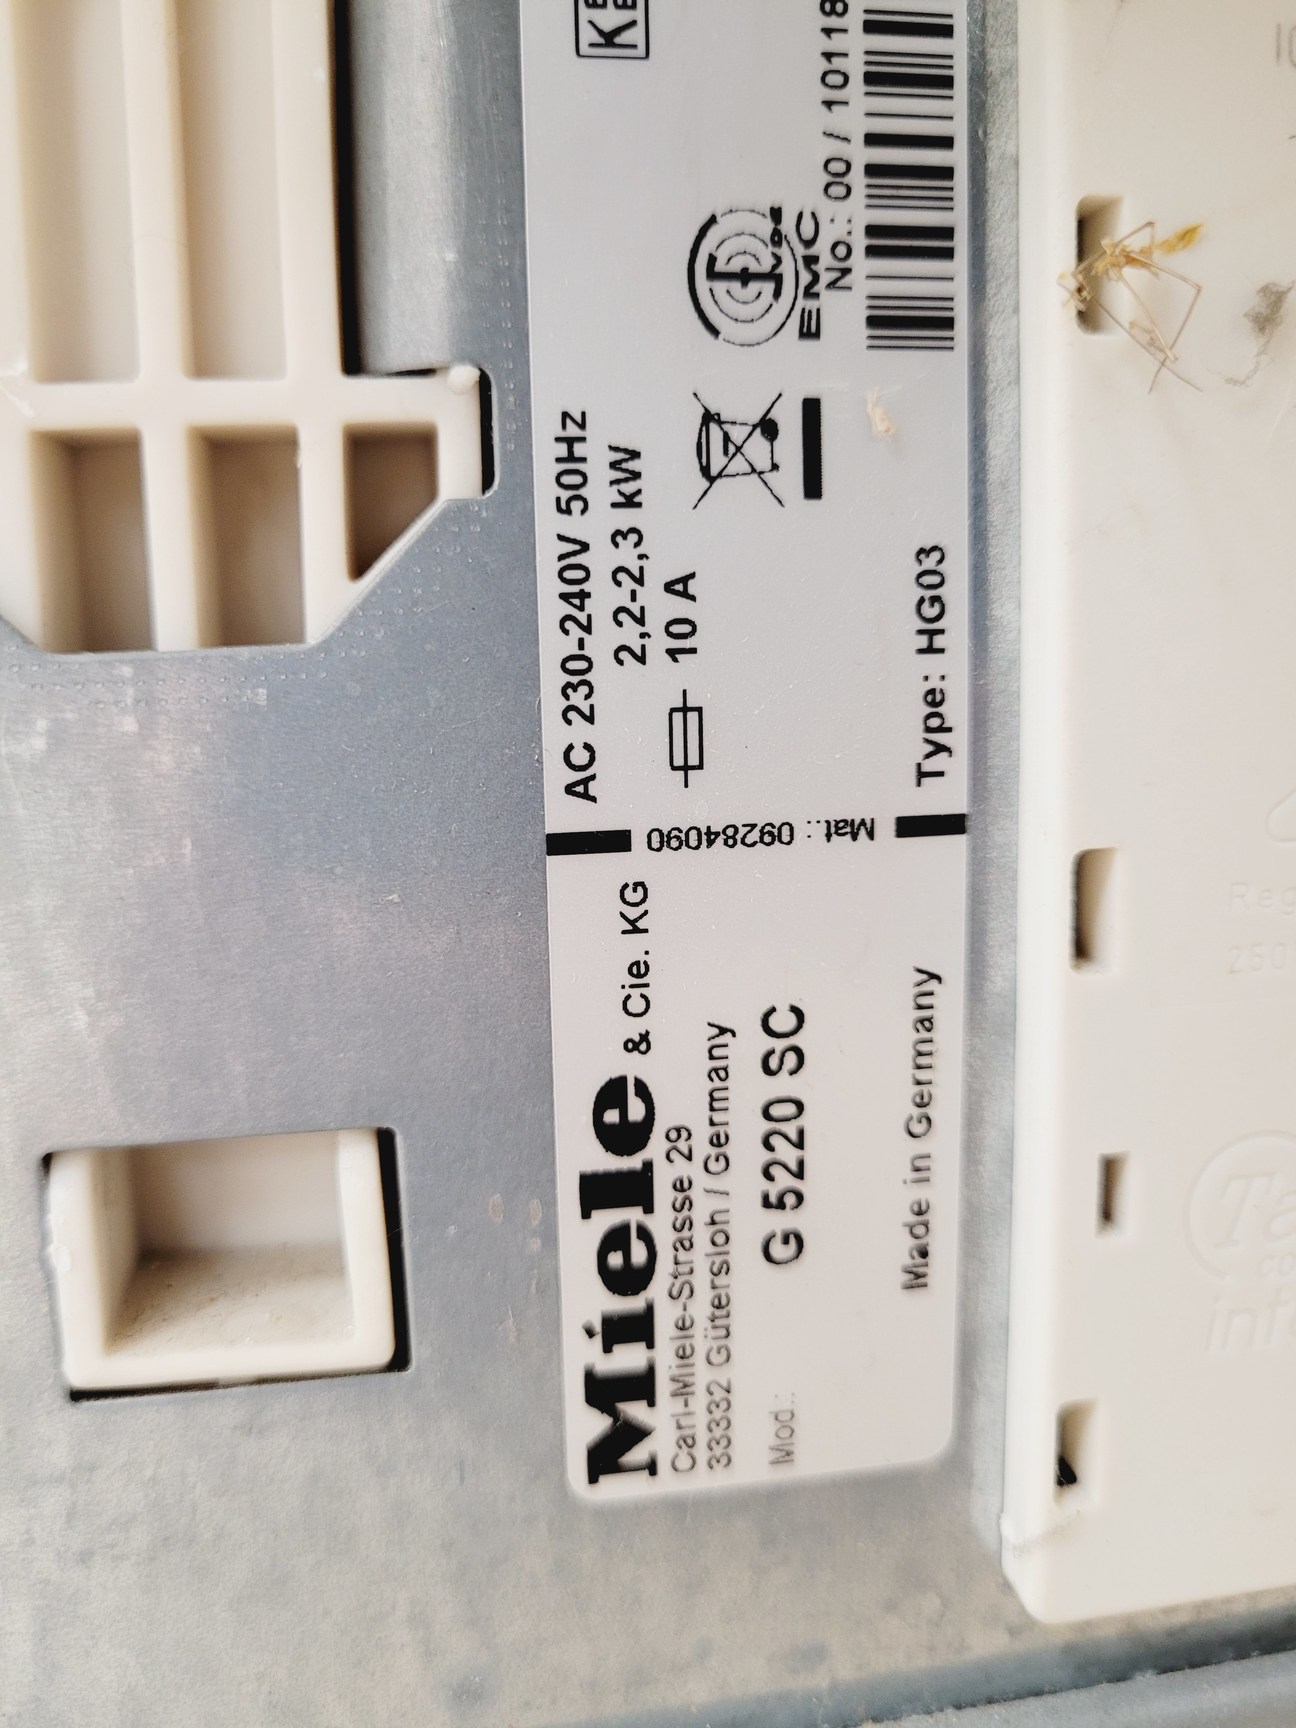 Miele & Cie. KG
Carl-Miele-Strasse 29
33332 Gütersloh / Germany
Mod.: G 5220 SC
Made in Germany
Mat.: 09284090
AC 230-240V 50Hz
2,2-2,3 kW
10 A
Type: HG03
VDE
EMC
No.: 00 / 10118